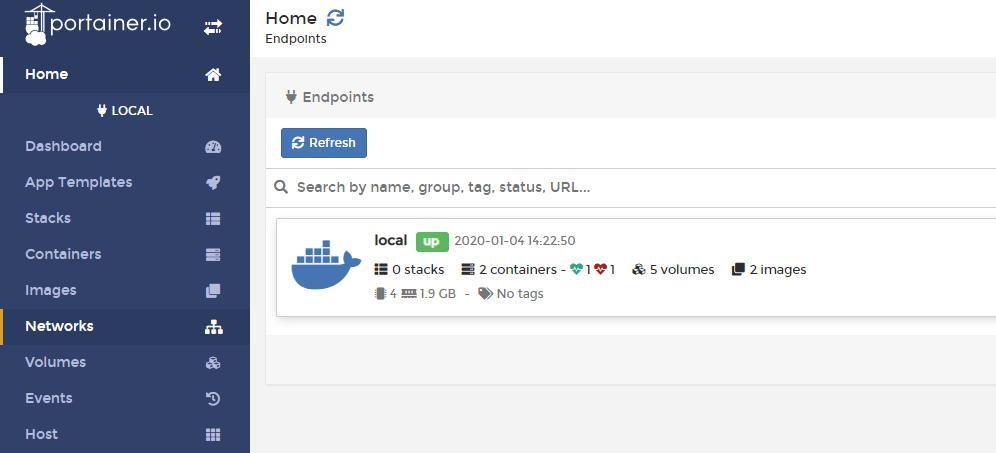 portainer.io
Home
LOCAL
Dashboard
App Templates
Stacks
Containers
Images
Networks
Volumes
Events
Host
Home
Endpoints
Endpoints
Refresh
Search by name, group, tag, status, URL...
local up 2020-01-04 14:22:50
0 stacks 2 containers - 1 1 5 volumes 2 images
4 1.9 GB - No tags